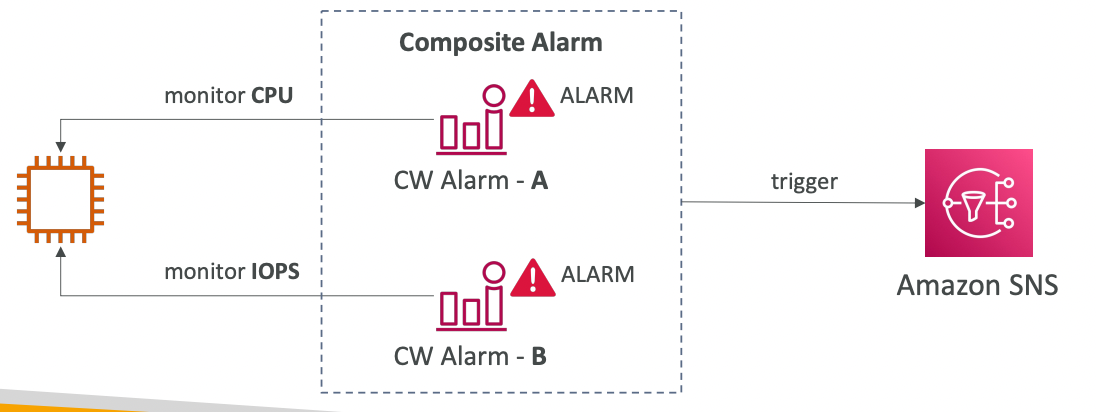 Composite Alarm
monitor CPU
ALARM
CW Alarm - A
trigger
monitor IOPS
ALARM
CW Alarm - B
Amazon SNS